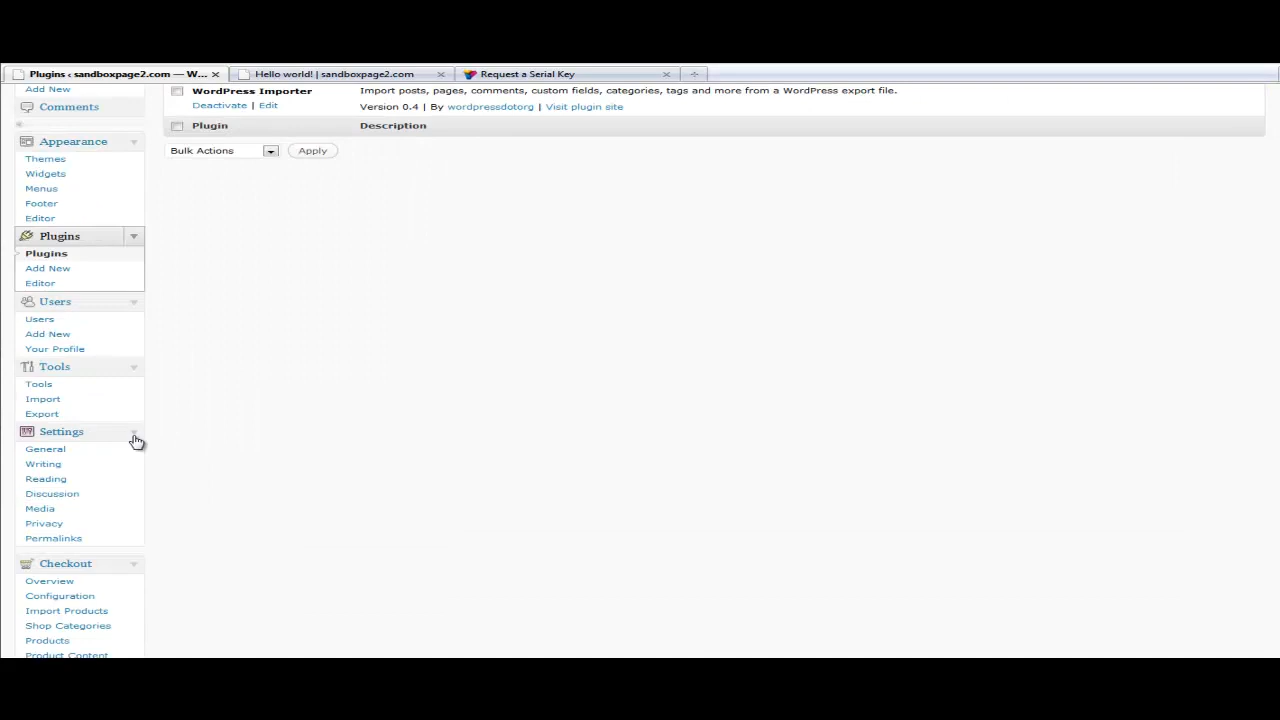 Plugins ‹ sandboxpage2.com — W...
Hello world! | sandboxpage2.com
Request a Serial Key
Add New
Comments
Appearance
Themes
Widgets
Menus
Footer
Editor
Plugins
Plugins
Add New
Editor
Users
Users
Add New
Your Profile
Tools
Tools
Import
Export
Settings
General
Writing
Reading
Discussion
Media
Privacy
Permalinks
Checkout
Overview
Configuration
Import Products
Shop Categories
Products
Product Content
WordPress Importer
Deactivate | Edit
Import posts, pages, comments, custom fields, categories, tags and more from a WordPress export file.
Version 0.4 | By wordpressdotorg | Visit plugin site
Plugin Description
Bulk Actions Apply